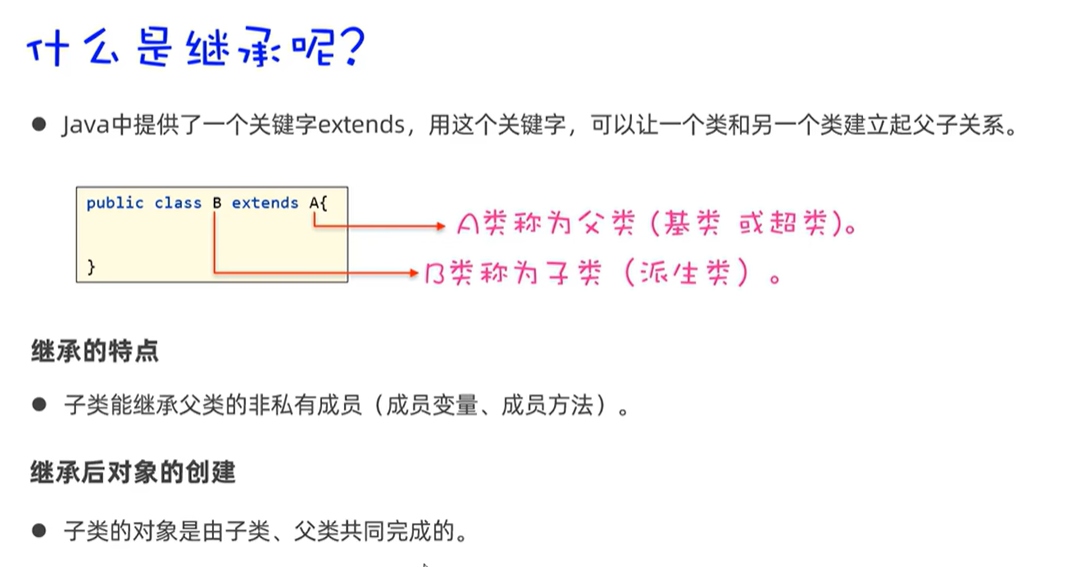 什么是继承呢?
● Java中提供了一个关键字extends，用这个关键字，可以让一个类和另一个类建立起父子关系。
public class B extends A{
A类称为父类(基类 或超类)。
B类称为子类（派生类）。
}
继承的特点
● 子类能继承父类的非私有成员（成员变量、成员方法）。
继承后对象的创建
● 子类的对象是由子类、父类共同完成的。